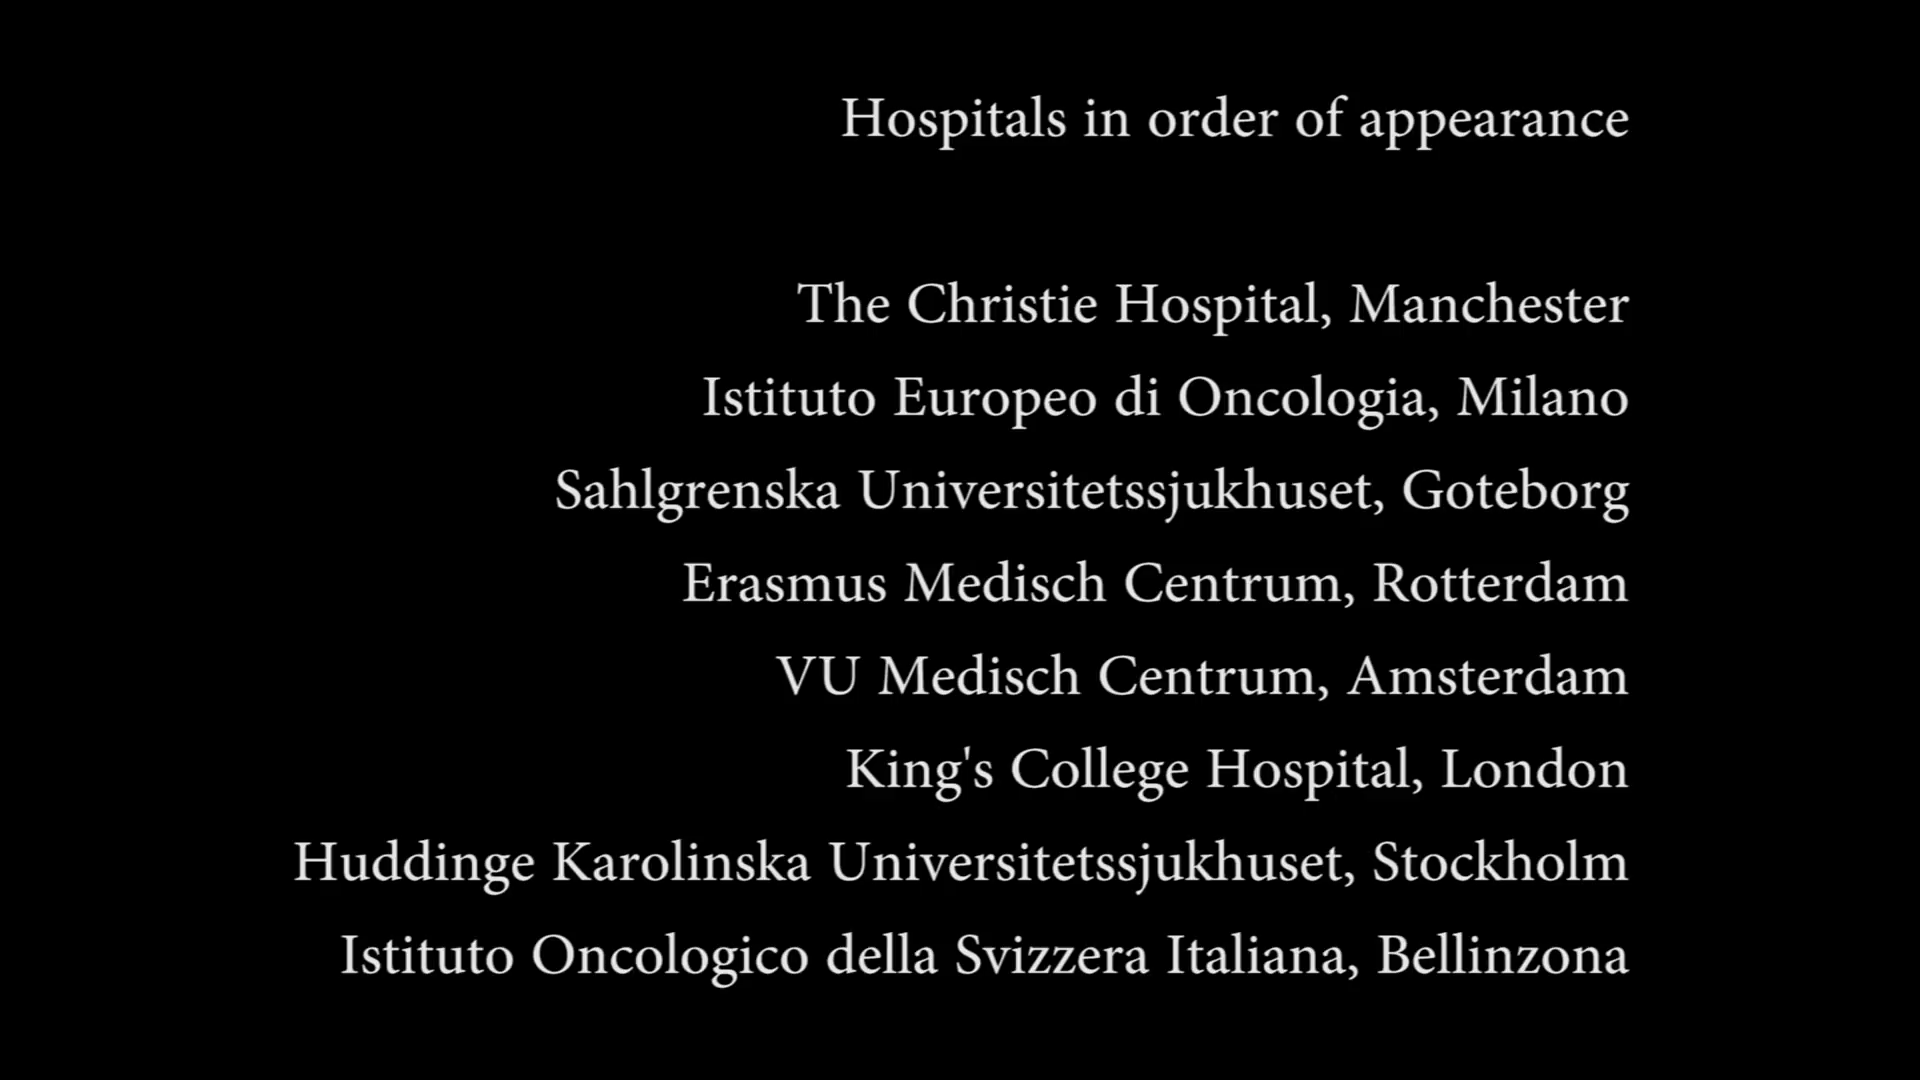 Hospitals in order of appearance
The Christie Hospital, Manchester
Istituto Europeo di Oncologia, Milano
Sahlgrenska Universitetssjukhuset, Goteborg
Erasmus Medisch Centrum, Rotterdam
VU Medisch Centrum, Amsterdam
King's College Hospital, London
Huddinge Karolinska Universitetssjukhuset, Stockholm
Istituto Oncologico della Svizzera Italiana, Bellinzona